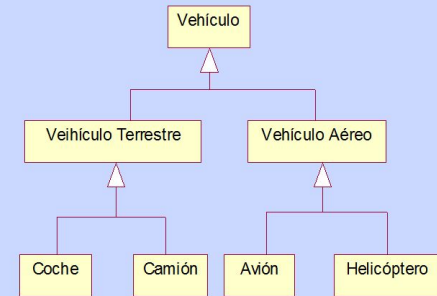 Vehículo
Veihículo Terrestre
Vehículo Aéreo
Coche
Camión
Avión
Helicóptero